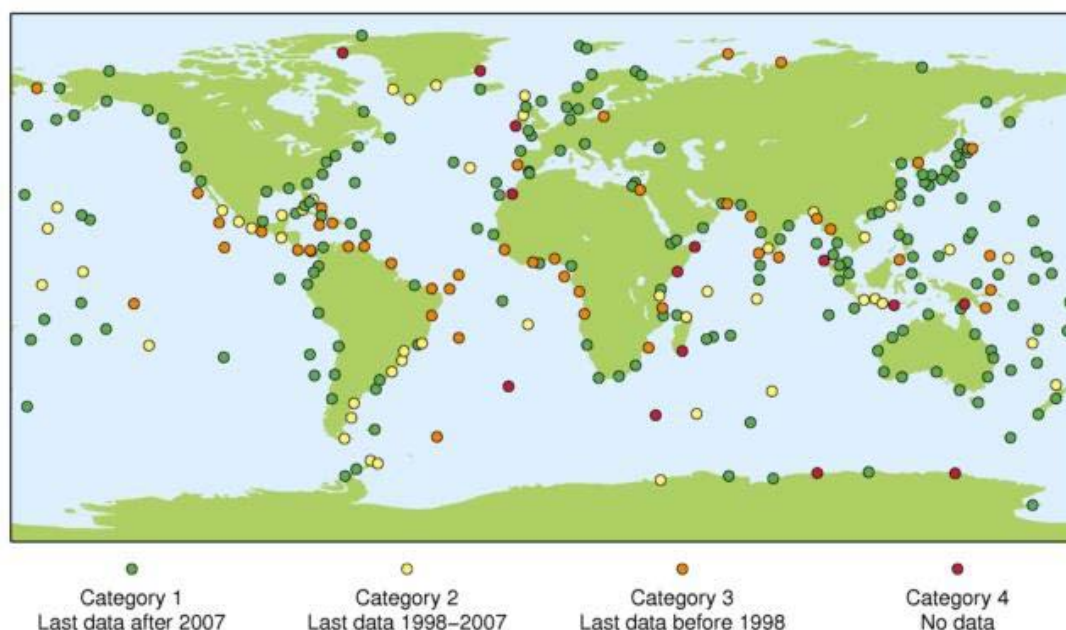 Category 1
Last data after 2007
Category 2
Last data 1998−2007
Category 3
Last data before 1998
Category 4
No data